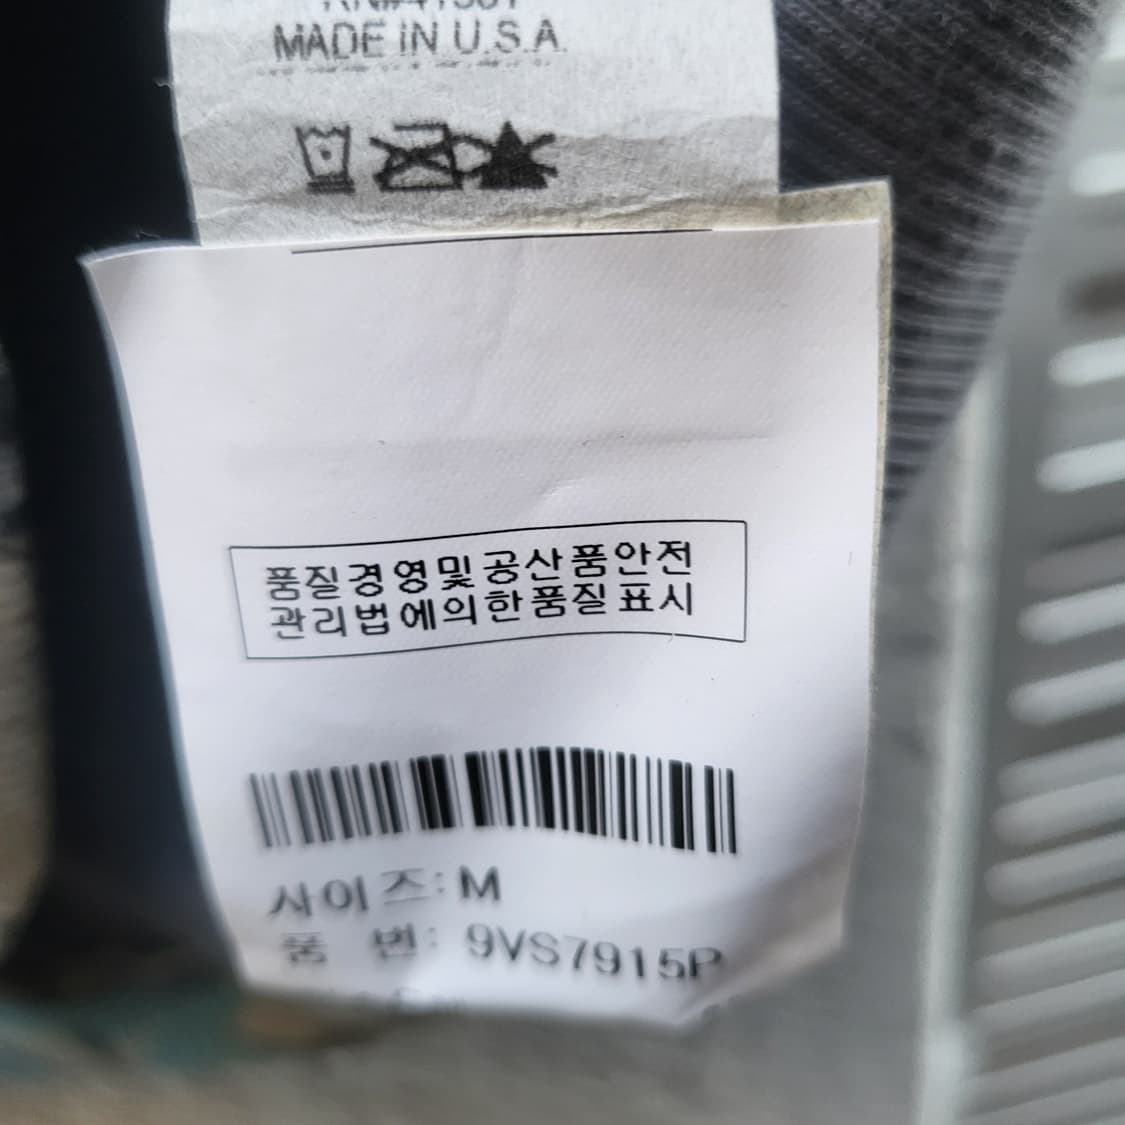 MADE IN U.S.A.
품질경영및공산품안전
관리법에의한품질표시
사이즈: M
품 번: 9VS7915P